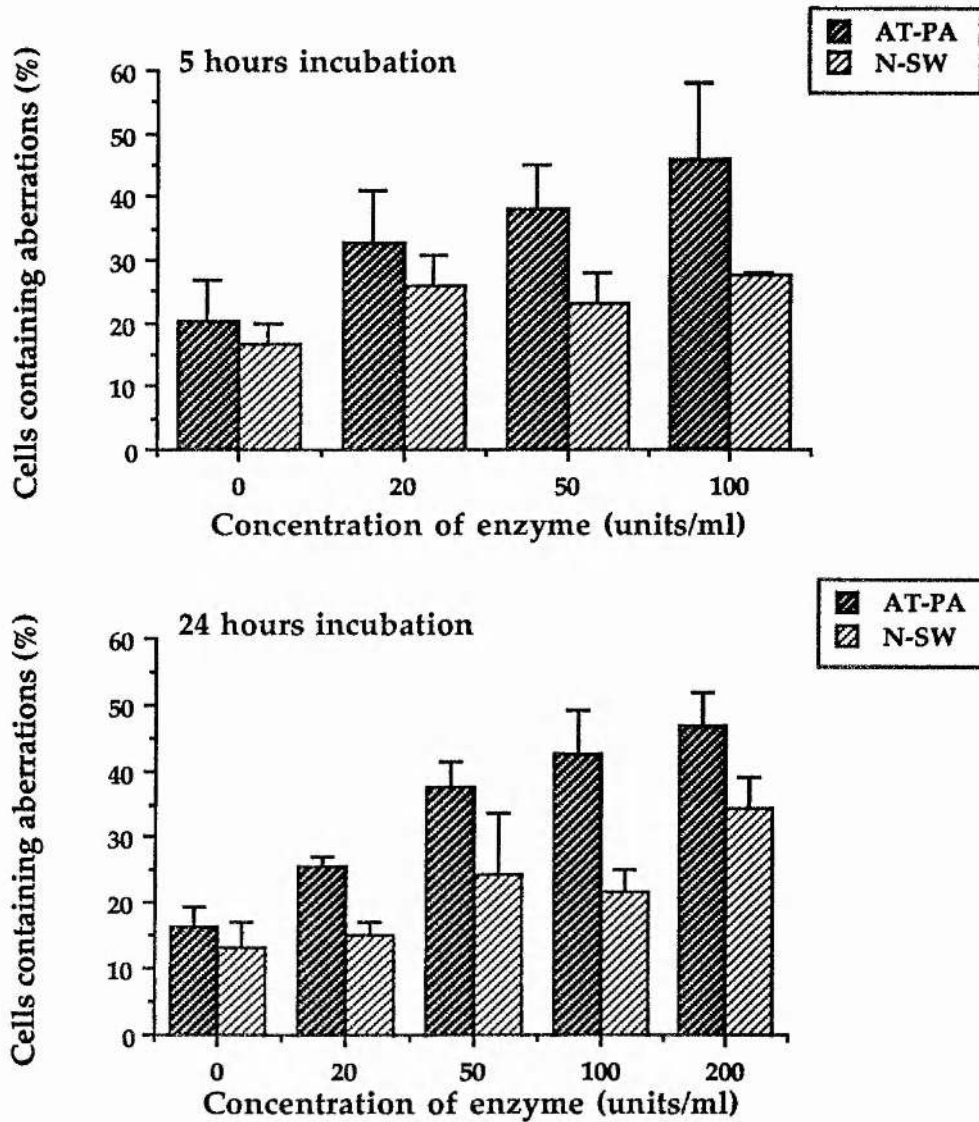 AT-PA
N-SW
5 hours incubation
Cells containing aberrations (%)
60
50
40
30
20
10
0
0 20 50 100
Concentration of enzyme (units/ml)
AT-PA
N-SW
24 hours incubation
Cells containing aberrations (%)
60
50
40
30
20
10
0
0 20 50 100 200
Concentration of enzyme (units/ml)